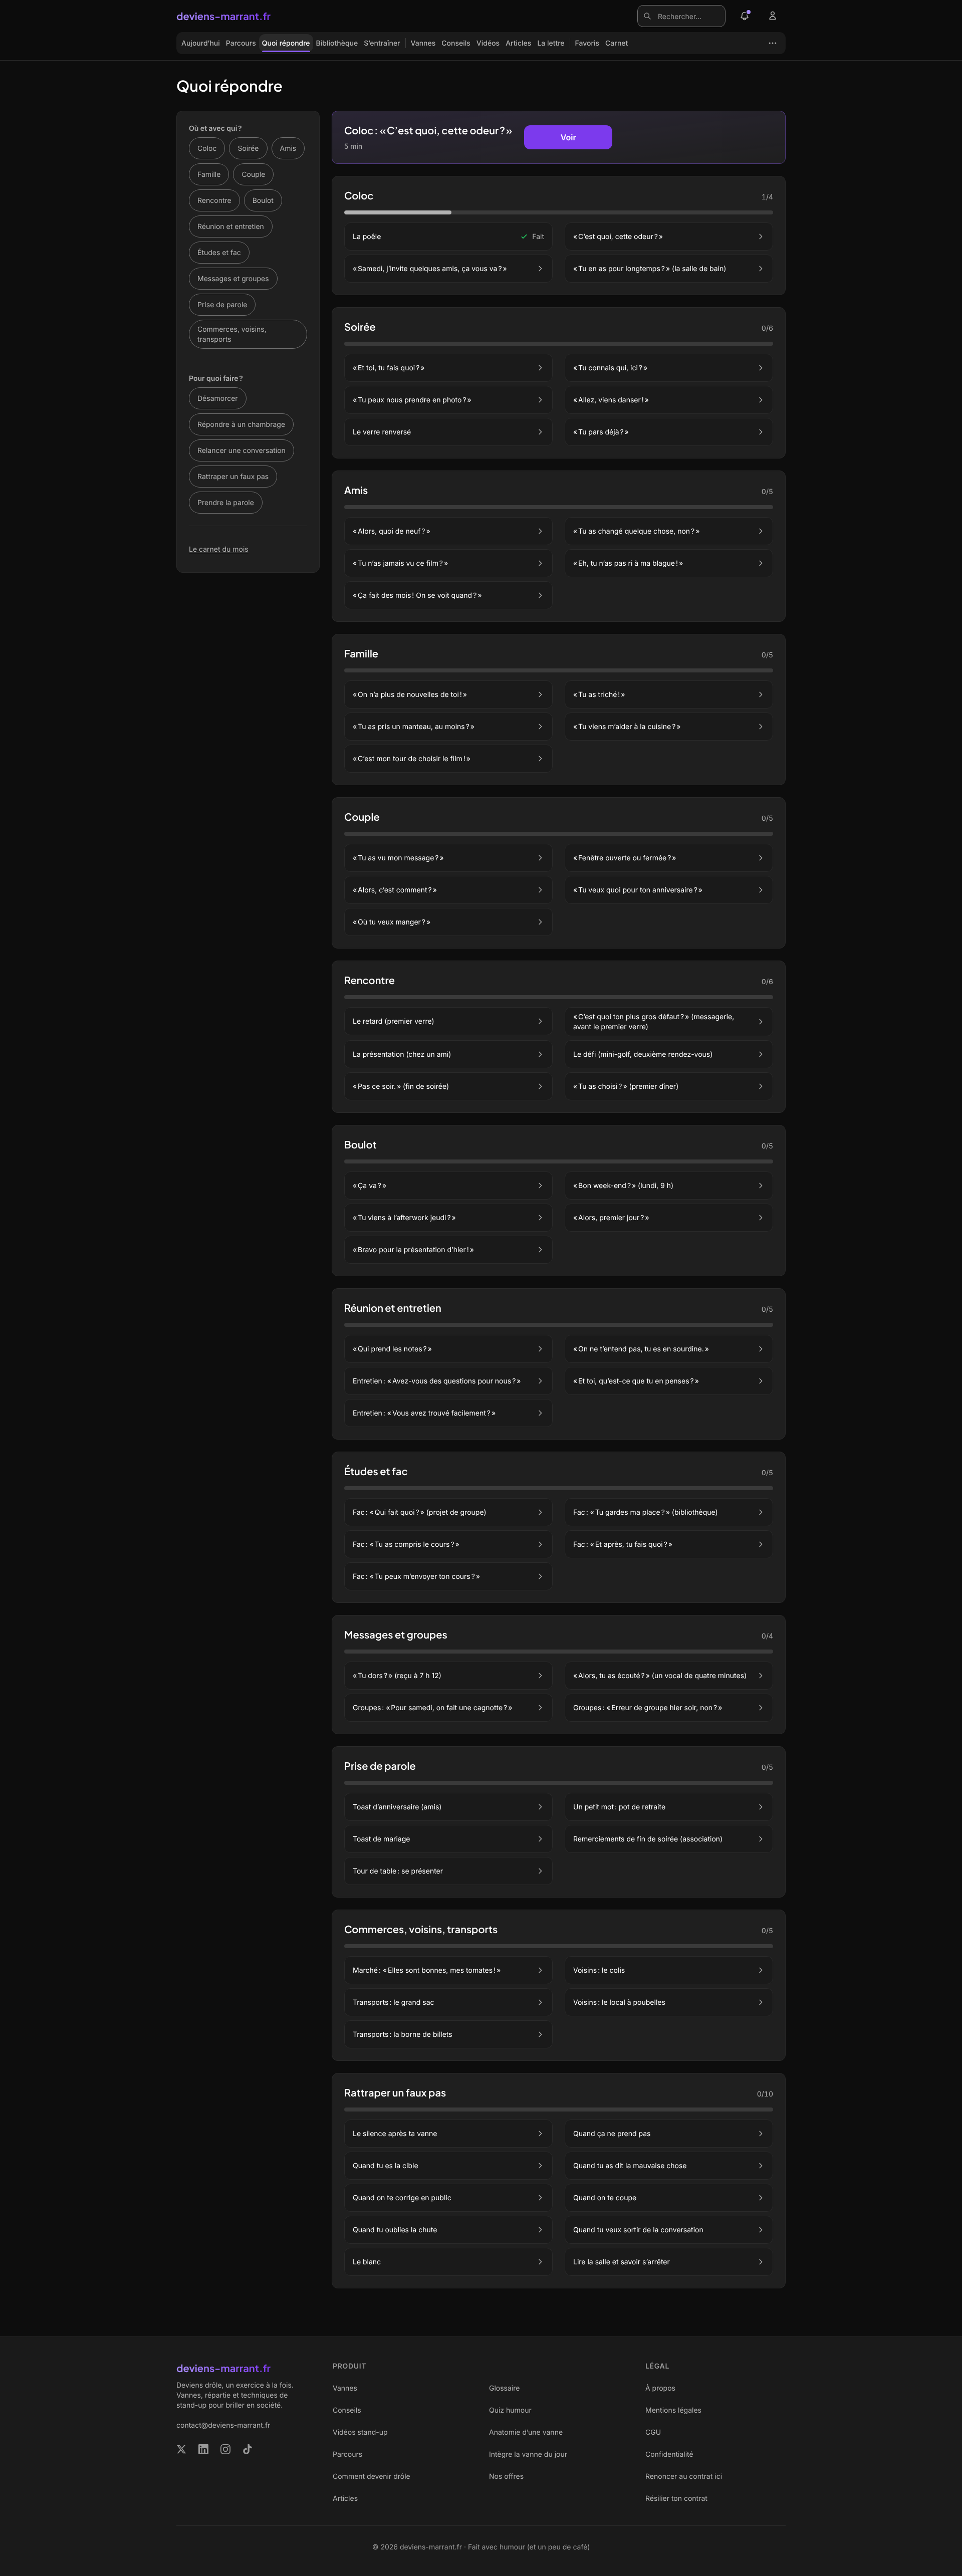 deviens-marrant.fr
Rechercher...
Aujourd'hui Parcours Quoi répondre Bibliothèque S'entraîner Vannes Conseils Vidéos Articles La lettre Favoris Carnet
Quoi répondre
Où et avec qui ?
Coloc Soirée Amis
Famille Couple
Rencontre Boulot
Réunion et entretien
Études et fac
Messages et groupes
Prise de parole
Commerces, voisins,
transports
Pour quoi faire ?
Désamorcer
Répondre à un chambrage
Relancer une conversation
Rattraper un faux pas
Prendre la parole
Le carnet du mois
Coloc : « C'est quoi, cette odeur ? »
5 min
Voir
Coloc 1/4
La poêle Fait
« C'est quoi, cette odeur ? »
« Samedi, j'invite quelques amis, ça vous va ? »
« Tu en as pour longtemps ? » (la salle de bain)
Soirée 0/6
« Et toi, tu fais quoi ? »
« Tu connais qui, ici ? »
« Tu peux nous prendre en photo ? »
« Allez, viens danser ! »
Le verre renversé
« Tu pars déjà ? »
Amis 0/5
« Alors, quoi de neuf ? »
« Tu as changé quelque chose, non ? »
« Tu n'as jamais vu ce film ? »
« Eh, tu n'as pas ri à ma blague ! »
« Ça fait des mois ! On se voit quand ? »
Famille 0/5
« On n'a plus de nouvelles de toi ! »
« Tu as triché ! »
« Tu as pris un manteau, au moins ? »
« Tu viens m'aider à la cuisine ? »
« C'est mon tour de choisir le film ! »
Couple 0/5
« Tu as vu mon message ? »
« Fenêtre ouverte ou fermée ? »
« Alors, c'est comment ? »
« Tu veux quoi pour ton anniversaire ? »
« Où tu veux manger ? »
Rencontre 0/6
Le retard (premier verre)
« C'est quoi ton plus gros défaut ? » (messagerie,
avant le premier verre)
La présentation (chez un ami)
Le défi (mini-golf, deuxième rendez-vous)
« Pas ce soir. » (fin de soirée)
« Tu as choisi ? » (premier dîner)
Boulot 0/5
« Ça va ? »
« Bon week-end ? » (lundi, 9 h)
« Tu viens à l'afterwork jeudi ? »
« Alors, premier jour ? »
« Bravo pour la présentation d'hier ! »
Réunion et entretien 0/5
« Qui prend les notes ? »
« On ne t'entend pas, tu es en sourdine. »
Entretien : « Avez-vous des questions pour nous ? »
« Et toi, qu'est-ce que tu en penses ? »
Entretien : « Vous avez trouvé facilement ? »
Études et fac 0/5
Fac : « Qui fait quoi ? » (projet de groupe)
Fac : « Tu gardes ma place ? » (bibliothèque)
Fac : « Tu as compris le cours ? »
Fac : « Et après, tu fais quoi ? »
Fac : « Tu peux m'envoyer ton cours ? »
Messages et groupes 0/4
« Tu dors ? » (reçu à 7 h 12)
« Alors, tu as écouté ? » (un vocal de quatre minutes)
Groupes : « Pour samedi, on fait une cagnotte ? »
Groupes : « Erreur de groupe hier soir, non ? »
Prise de parole 0/5
Toast d'anniversaire (amis)
Un petit mot : pot de retraite
Toast de mariage
Remerciements de fin de soirée (association)
Tour de table : se présenter
Commerces, voisins, transports 0/5
Marché : « Elles sont bonnes, mes tomates ! »
Voisins : le colis
Transports : le grand sac
Voisins : le local à poubelles
Transports : la borne de billets
Rattraper un faux pas 0/10
Le silence après ta vanne
Quand ça ne prend pas
Quand tu es la cible
Quand tu as dit la mauvaise chose
Quand on te corrige en public
Quand on te coupe
Quand tu oublies la chute
Quand tu veux sortir de la conversation
Le blanc
Lire la salle et savoir s'arrêter
deviens-marrant.fr
Deviens drôle, un exercice à la fois.
Vannes, répartie et techniques de
stand-up pour briller en société.
contact@deviens-marrant.fr
PRODUIT
Vannes
Conseils
Vidéos stand-up
Parcours
Comment devenir drôle
Articles
Glossaire
Quiz humour
Anatomie d'une vanne
Intègre la vanne du jour
Nos offres
LÉGAL
À propos
Mentions légales
CGU
Confidentialité
Renoncer au contrat ici
Résilier ton contrat
© 2026 deviens-marrant.fr · Fait avec humour (et un peu de café)